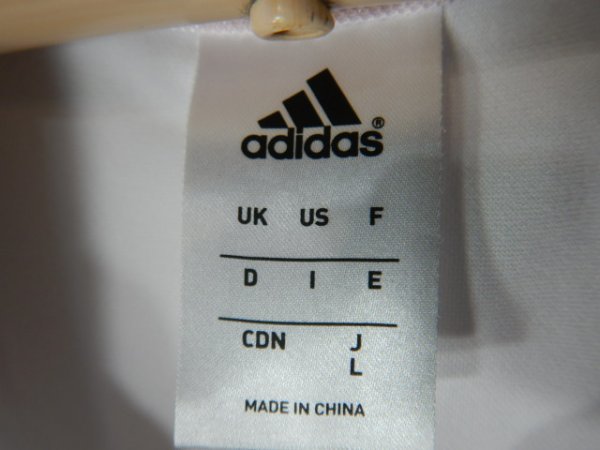 adidas®
UK US F
D I E
CDN J
L
MADE IN CHINA